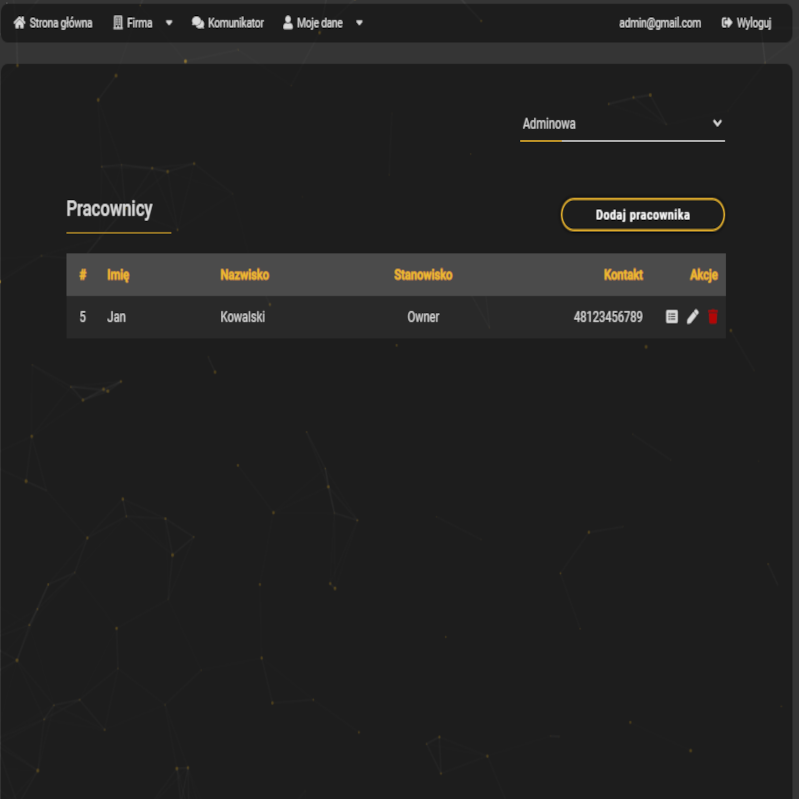 Strona główna Firma Komunikator Moje dane admin@gmail.com Wyloguj
Adminowa
Pracownicy Dodaj pracownika
# Imię Nazwisko Stanowisko Kontakt Akcje
5 Jan Kowalski Owner 48123456789